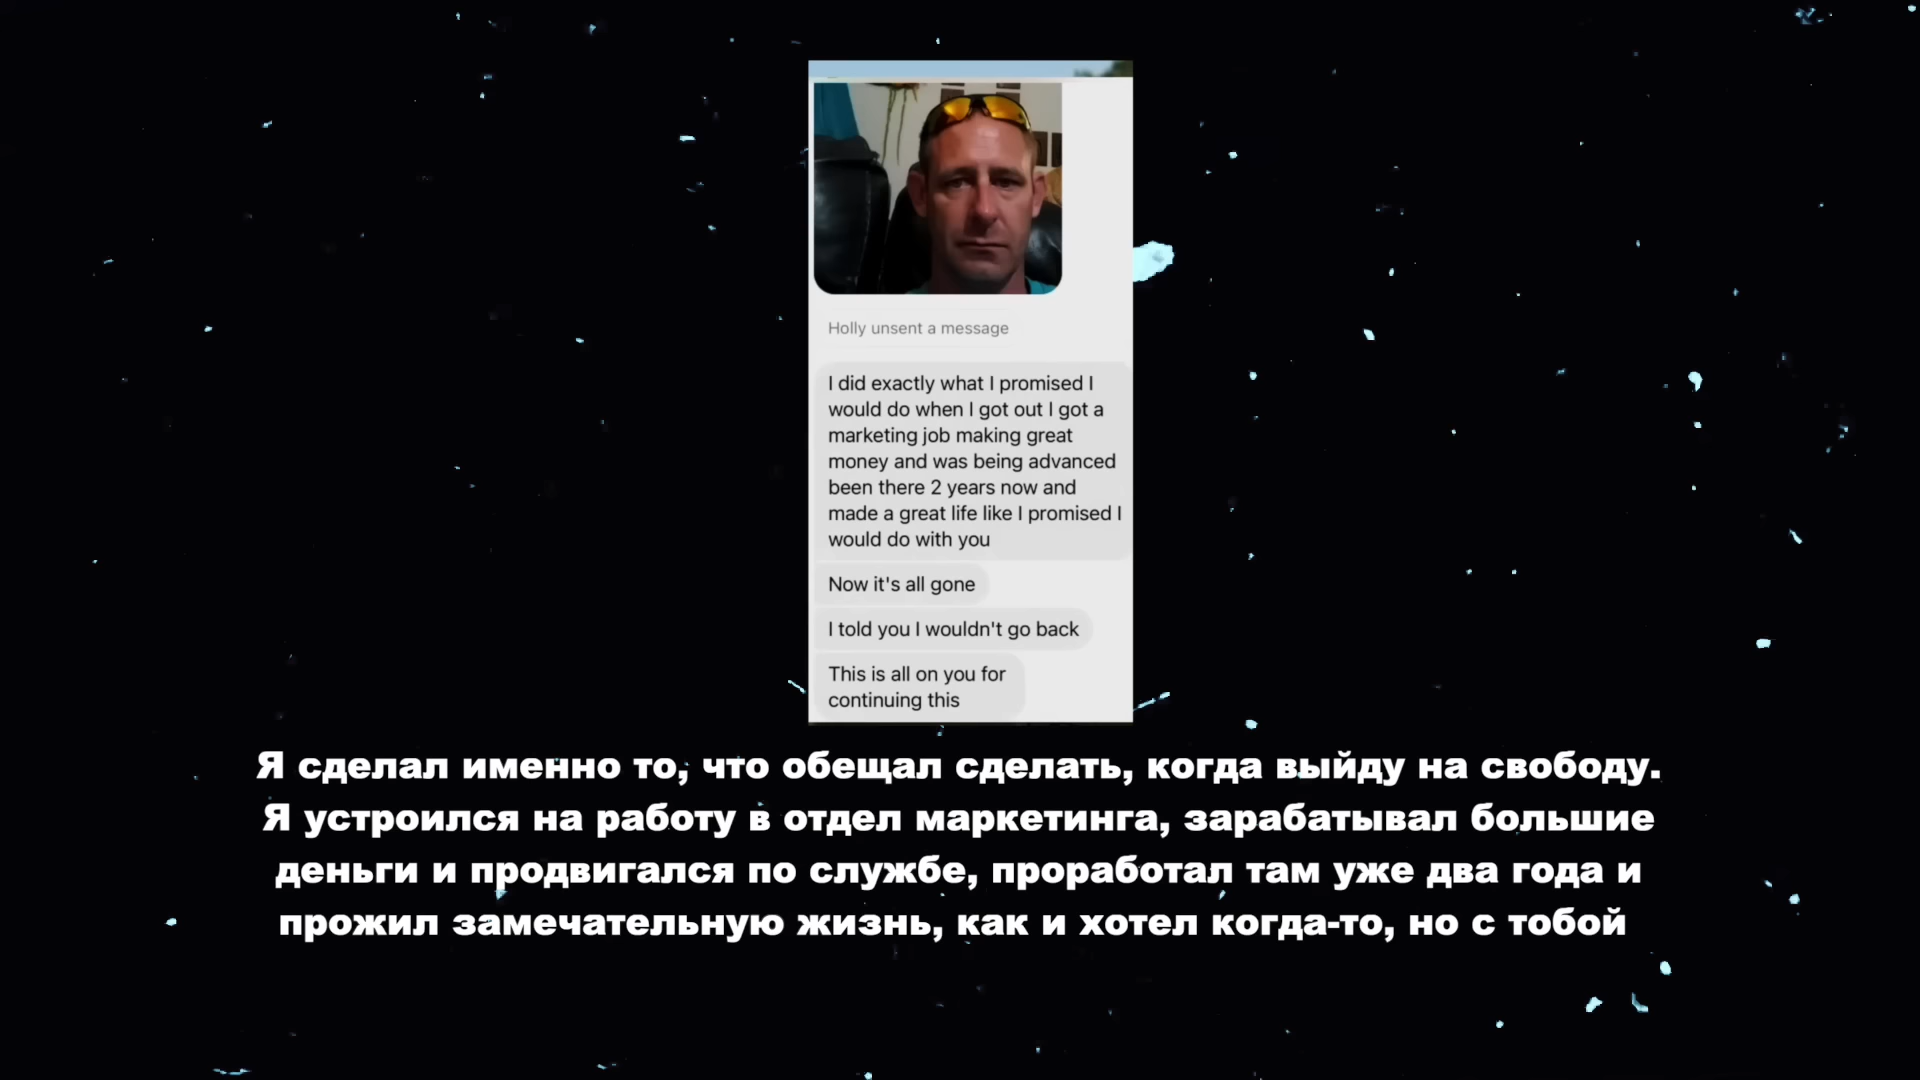 Holly unsent a message
I did exactly what I promised I
would do when I got out I got a
marketing job making great
money and was being advanced
been there 2 years now and
made a great life like I promised I
would do with you
Now it's all gone
I told you I wouldn't go back
This is all on you for
continuing this
Я сделал именно то, что обещал сделать, когда выйду на свободу.
Я устроился на работу в отдел маркетинга, зарабатывал большие
деньги и продвигался по службе, проработал там уже два года и
прожил замечательную жизнь, как и хотел когда-то, но с тобой